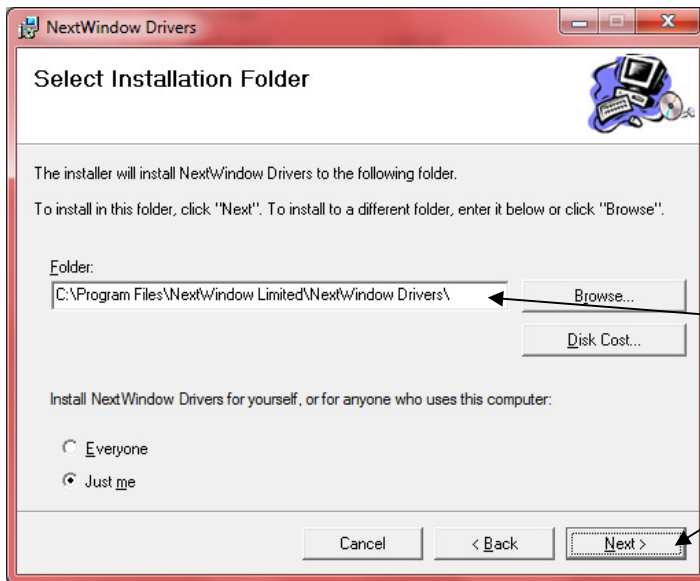 NextWindow Drivers
Select Installation Folder
The installer will install NextWindow Drivers to the following folder.
To install in this folder, click "Next". To install to a different folder, enter it below or click "Browse".
Folder:
C:\Program Files\NextWindow Limited\NextWindow Drivers\
Browse...
Disk Cost...
Install NextWindow Drivers for yourself, or for anyone who uses this computer:
Everyone
Just me
Cancel
< Back
Next >